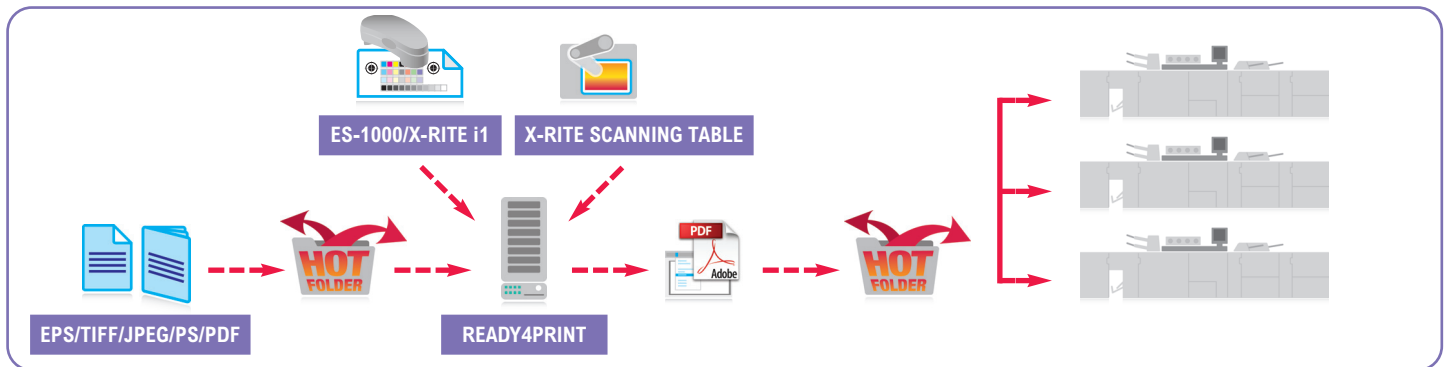 ES-1000/X-RITE i1
X-RITE SCANNING TABLE
HOT
FOLDER
PDF
Adobe
HOT
FOLDER
EPS/TIFF/JPEG/PS/PDF
READY4PRINT